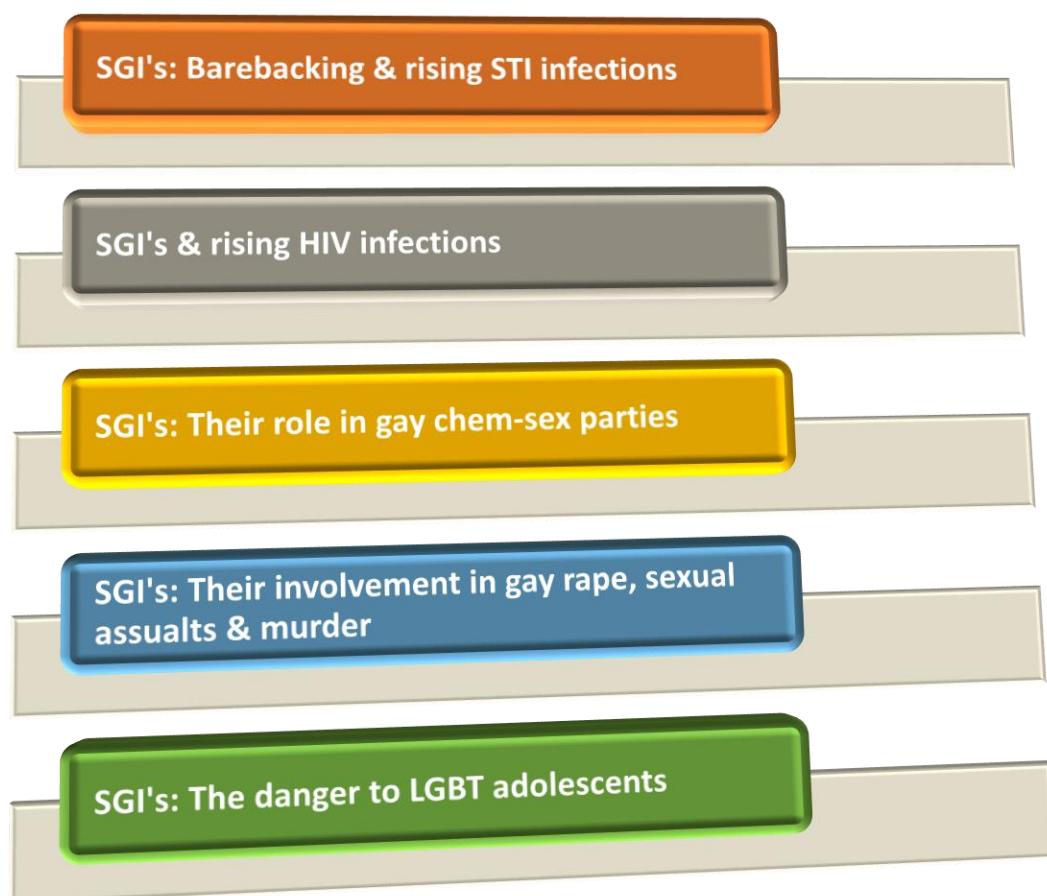 SGI's: Barebacking & rising STI infections
SGI's & rising HIV infections
SGI's: Their role in gay chem-sex parties
SGI's: Their involvement in gay rape, sexual
assualts & murder
SGI's: The danger to LGBT adolescents